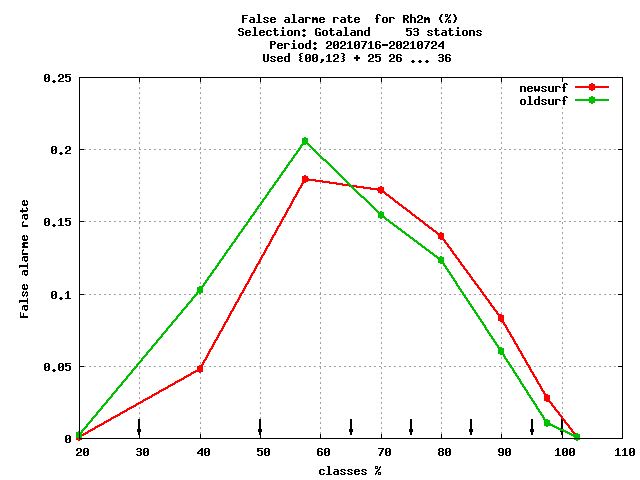 False alarme rate  for Rh2m (%)
Selection: Gotaland     53 stations
Period: 20210716-20210724
Used {00,12} + 25 26 ... 36
newsurf
oldsurf
0.25
0.2
0.15
0.1
0.05
0
False alarme rate
20 30 40 50 60 70 80 90 100 110
classes %